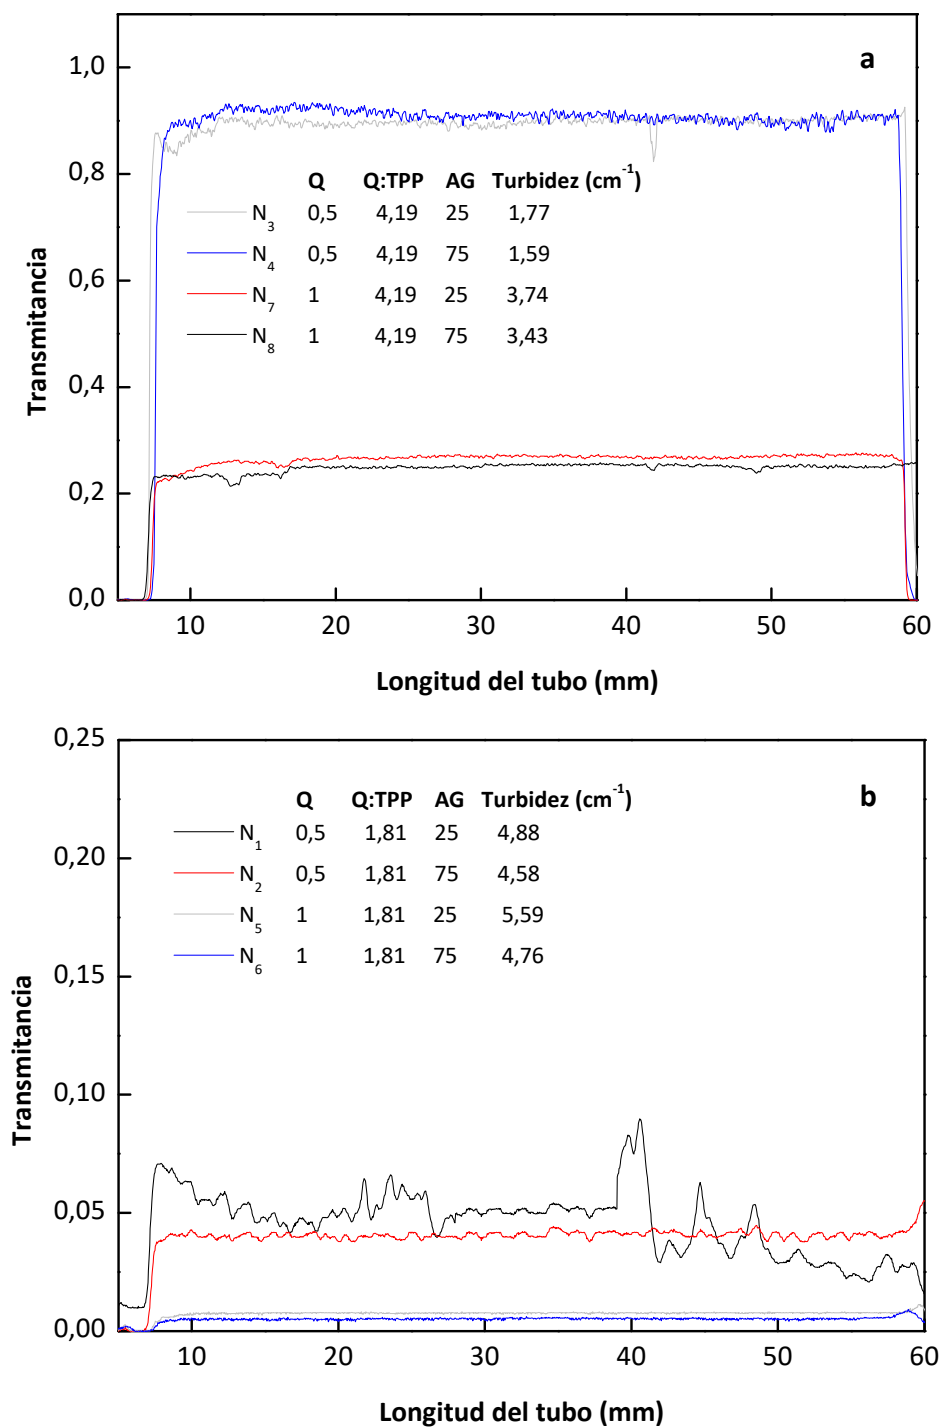 a
1,0
0,8
0,6
0,4
0,2
0,0
Transmitancia
Q Q:TPP AG Turbidez (cm⁻¹)
N₃ 0,5 4,19 25 1,77
N₄ 0,5 4,19 75 1,59
N₇ 1 4,19 25 3,74
N₈ 1 4,19 75 3,43
10 20 30 40 50 60
Longitud del tubo (mm)
b
0,25
0,20
0,15
0,10
0,05
0,00
Transmitancia
Q Q:TPP AG Turbidez (cm⁻¹)
N₁ 0,5 1,81 25 4,88
N₂ 0,5 1,81 75 4,58
N₅ 1 1,81 25 5,59
N₆ 1 1,81 75 4,76
10 20 30 40 50 60
Longitud del tubo (mm)